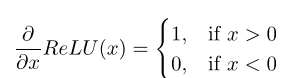 ∂/∂x ReLU(x) = { 1, if x > 0
0, if x < 0